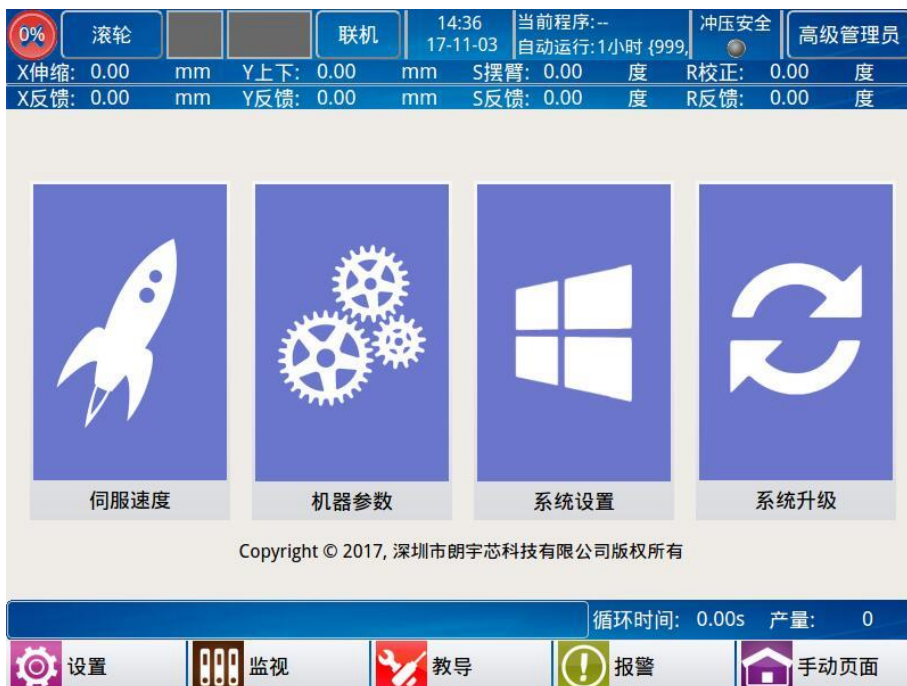 0% 滚轮 联机 14:36 当前程序:-- 冲压安全 高级管理员
17-11-03 自动运行:1小时 {999,
X伸缩: 0.00 mm Y上下: 0.00 mm S摆臂: 0.00 度 R校正: 0.00 度
X反馈: 0.00 mm Y反馈: 0.00 mm S反馈: 0.00 度 R反馈: 0.00 度
伺服速度 机器参数 系统设置 系统升级
Copyright © 2017, 深圳市朗宇芯科技有限公司版权所有
循环时间: 0.00s 产量: 0
设置 监视 教导 报警 手动页面